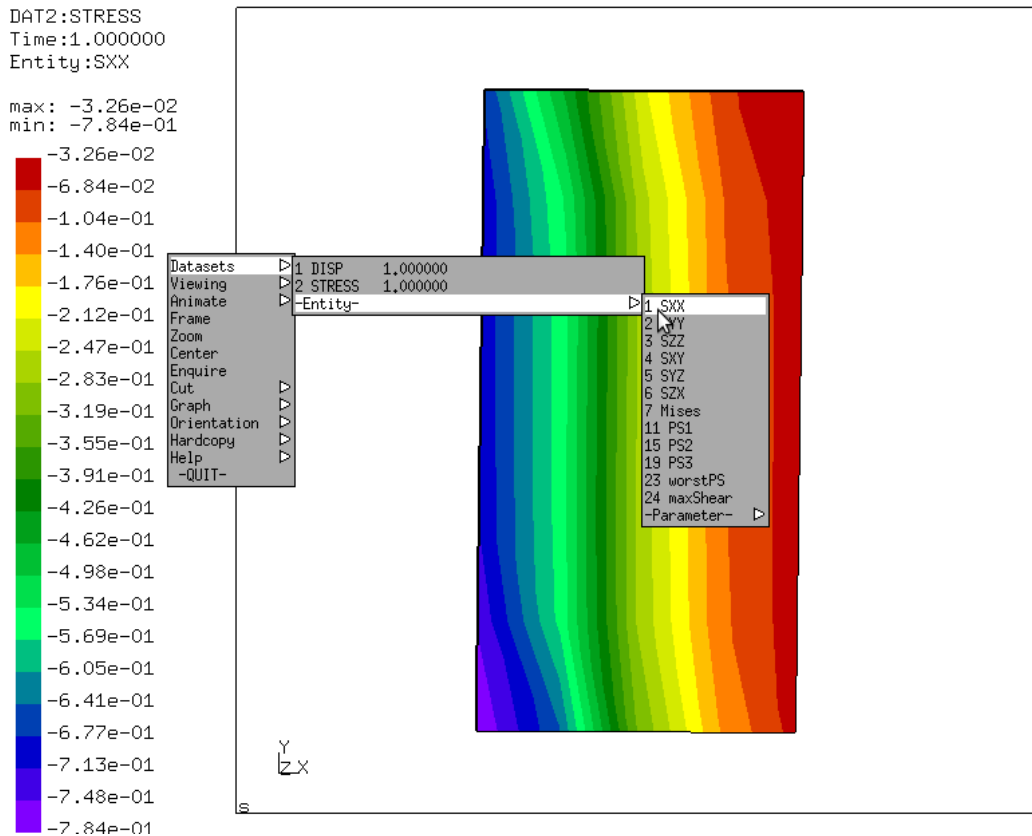 DAT2:STRESS
Time:1.000000
Entity:SXX
max: -3.26e-02
min: -7.84e-01
-3.26e-02
-6.84e-02
-1.04e-01
-1.40e-01
-1.76e-01
-2.12e-01
-2.47e-01
-2.83e-01
-3.19e-01
-3.55e-01
-3.91e-01
-4.26e-01
-4.62e-01
-4.98e-01
-5.34e-01
-5.69e-01
-6.05e-01
-6.41e-01
-6.77e-01
-7.13e-01
-7.48e-01
-7.84e-01
Datasets
Viewing
Animate
Frame
Zoom
Center
Enquire
Cut
Graph
Orientation
Hardcopy
Help
-QUIT-
1 DISP 1.000000
2 STRESS 1.000000
-Entity-
1 SXX
2 YY
3 SZZ
4 SXY
5 SYZ
6 SZX
7 Mises
11 PS1
15 PS2
19 PS3
23 worstPS
24 maxShear
-Parameter-
Y
Z X
s